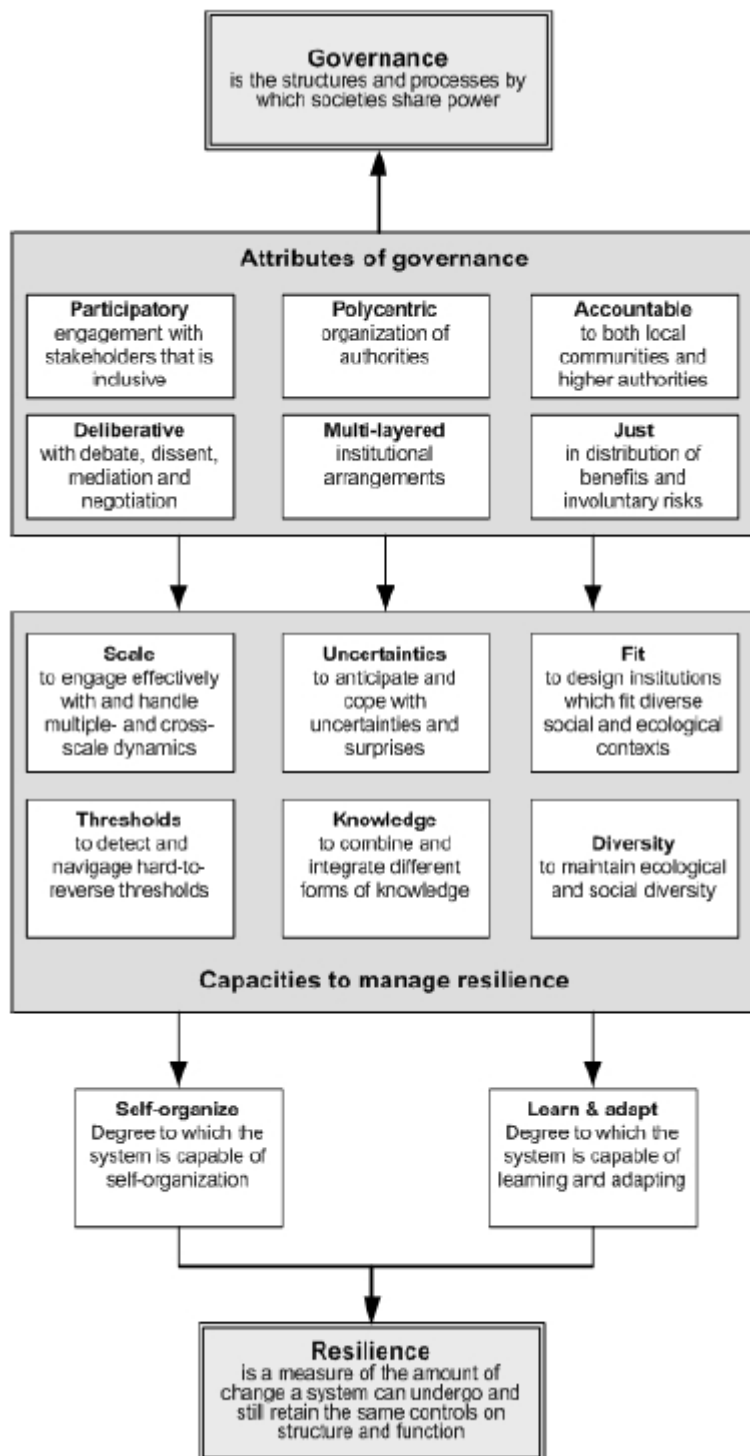 Governance
is the structures and processes by
which societies share power
Attributes of governance
Participatory
engagement with
stakeholders that is
inclusive
Polycentric
organization of
authorities
Accountable
to both local
communities and
higher authorities
Deliberative
with debate, dissent,
mediation and
negotiation
Multi-layered
institutional
arrangements
Just
in distribution of
benefits and
involuntary risks
Scale
to engage effectively
with and handle
multiple- and cross-
scale dynamics
Uncertainties
to anticipate and
cope with
uncertainties and
surprises
Fit
to design institutions
which fit diverse
social and ecological
contexts
Thresholds
to detect and
navigage hard-to-
reverse thresholds
Knowledge
to combine and
integrate different
forms of knowledge
Diversity
to maintain ecological
and social diversity
Capacities to manage resilience
Self-organize
Degree to which the
system is capable of
self-organization
Learn & adapt
Degree to which the
system is capable of
learning and adapting
Resilience
is a measure of the amount of
change a system can undergo and
still retain the same controls on
structure and function